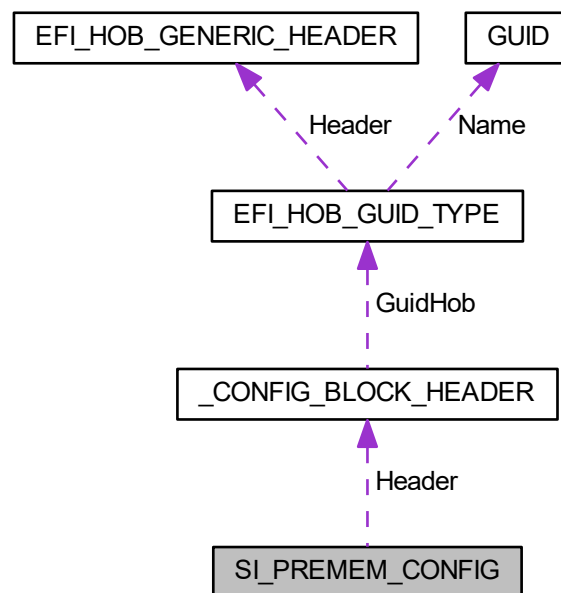 EFI_HOB_GENERIC_HEADER
GUID
Header
Name
EFI_HOB_GUID_TYPE
GuidHob
_CONFIG_BLOCK_HEADER
Header
SI_PREMEM_CONFIG